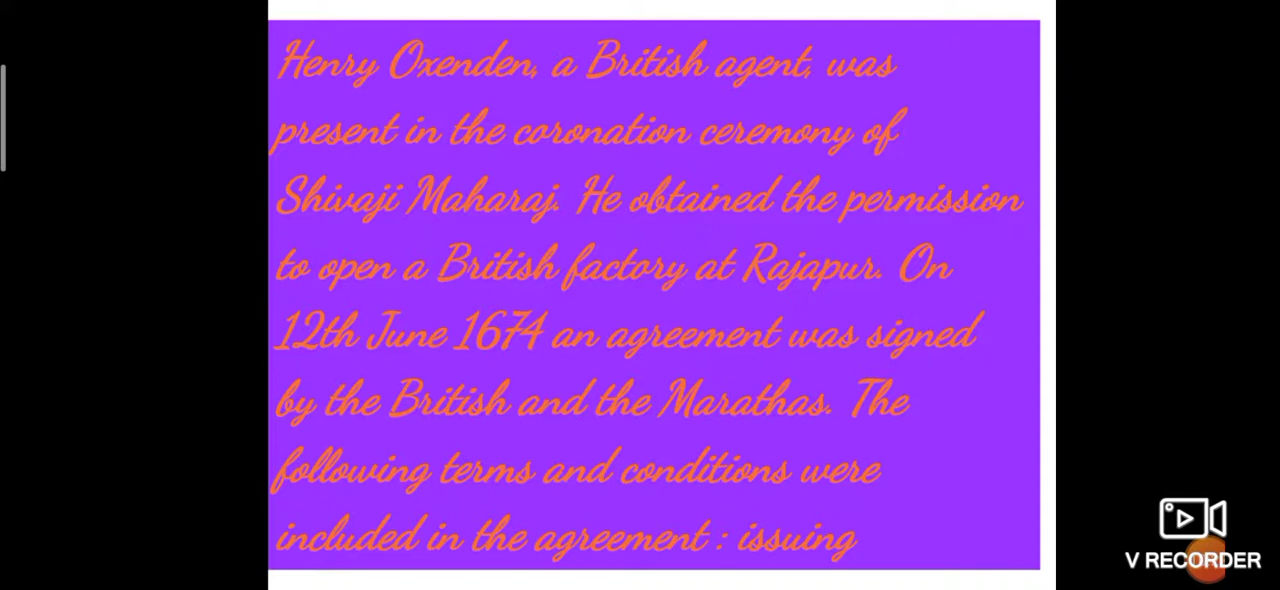 Henry Oxenden, a British agent, was
present in the coronation ceremony of
Shivaji Maharaj. He obtained the permission
to open a British factory at Rajapur. On
12th June 1674 an agreement was signed
by the British and the Marathas. The
following terms and conditions were
included in the agreement : issuing
V RECORDER